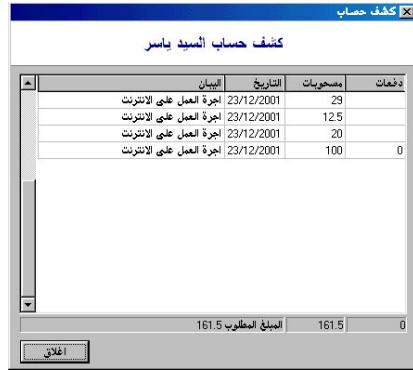 كشف حساب
كشف حساب السيد ياسر
دفعات مسحوبات التاريخ البيان
29 23/12/2001 اجرة العمل على الانترنت
12.5 23/12/2001 اجرة العمل على الانترنت
20 23/12/2001 اجرة العمل على الانترنت
0 100 23/12/2001 اجرة العمل على الانترنت
0 161.5 المبلغ المطلوب 161.5
اغلاق